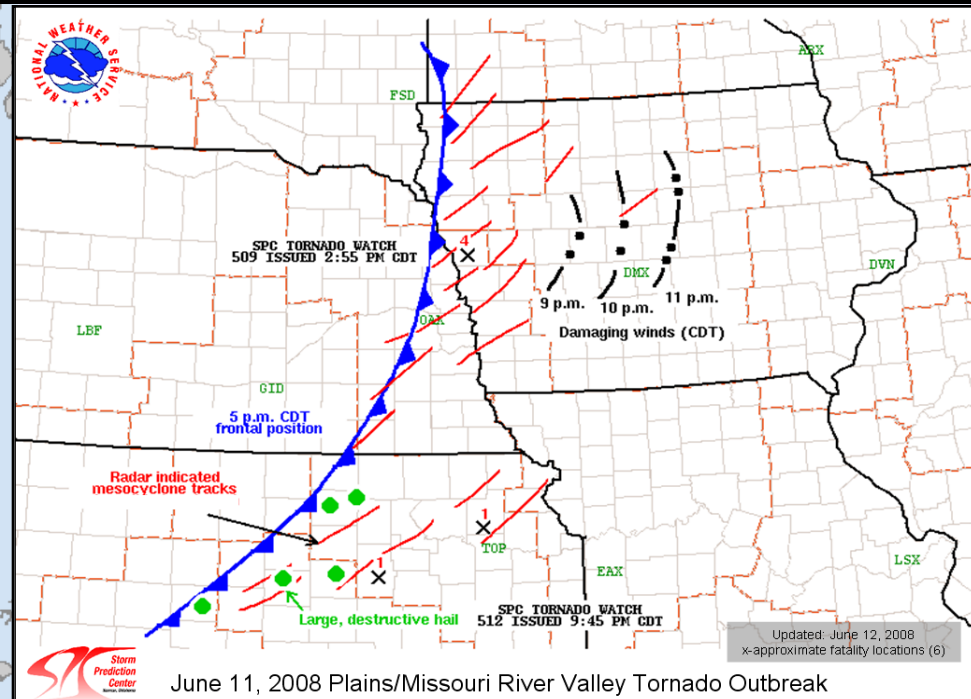 NATIONAL WEATHER SERVICE
ABX
FSD
SPC TORNADO WATCH
509 ISSUED 2:55 PM CDT
4
DMX
DVN
9 p.m.
10 p.m.
11 p.m.
Damaging winds (CDT)
OAX
LBF
GID
5 p.m. CDT
frontal position
Radar indicated
mesocyclone tracks
1
TOP
1
EAX
LSX
Large, destructive hail
SPC TORNADO WATCH
512 ISSUED 9:45 PM CDT
Updated: June 12, 2008
x-approximate fatality locations (6)
Storm
Prediction
Center
Norman, Oklahoma
June 11, 2008 Plains/Missouri River Valley Tornado Outbreak